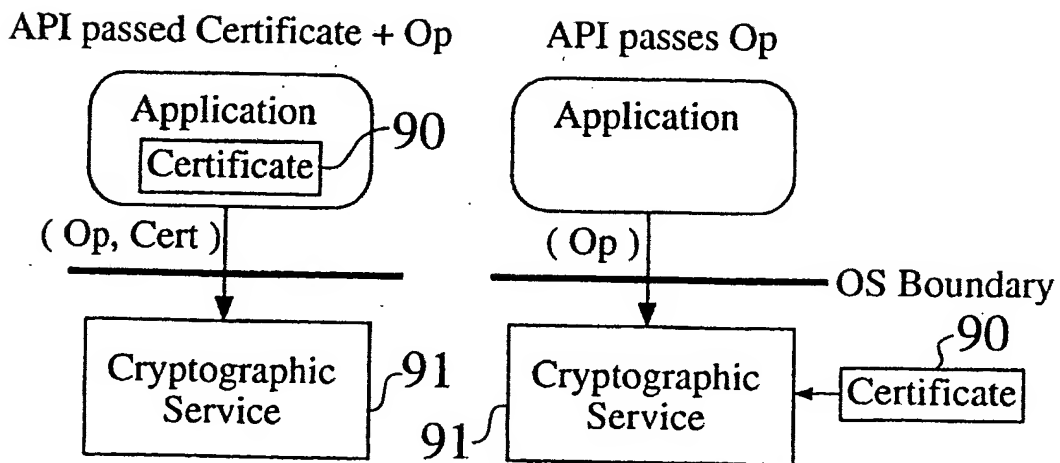 API passed Certificate + Op
Application
Certificate
90
( Op, Cert )
Cryptographic
Service
91
API passes Op
Application
( Op )
OS Boundary
Cryptographic
Service
91
90
Certificate